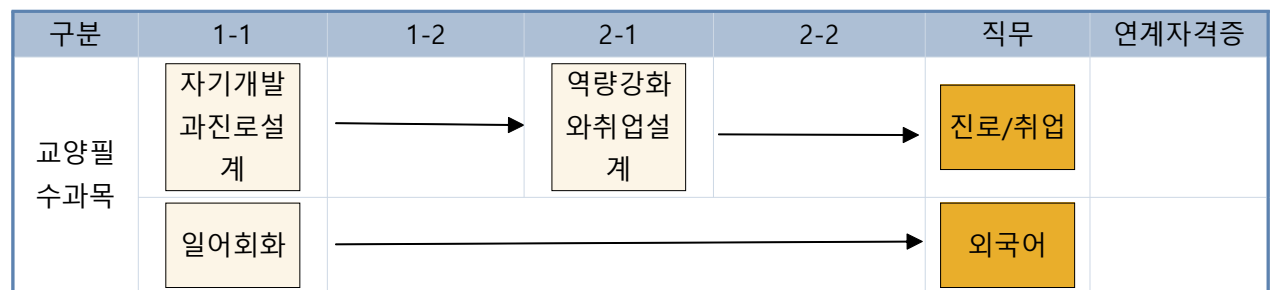 구분 1-1 1-2 2-1 2-2 직무 연계자격증
교양필
수과목
자기개발
과진로설
계
역량강화
와취업설
계
진로/취업
일어회화
외국어